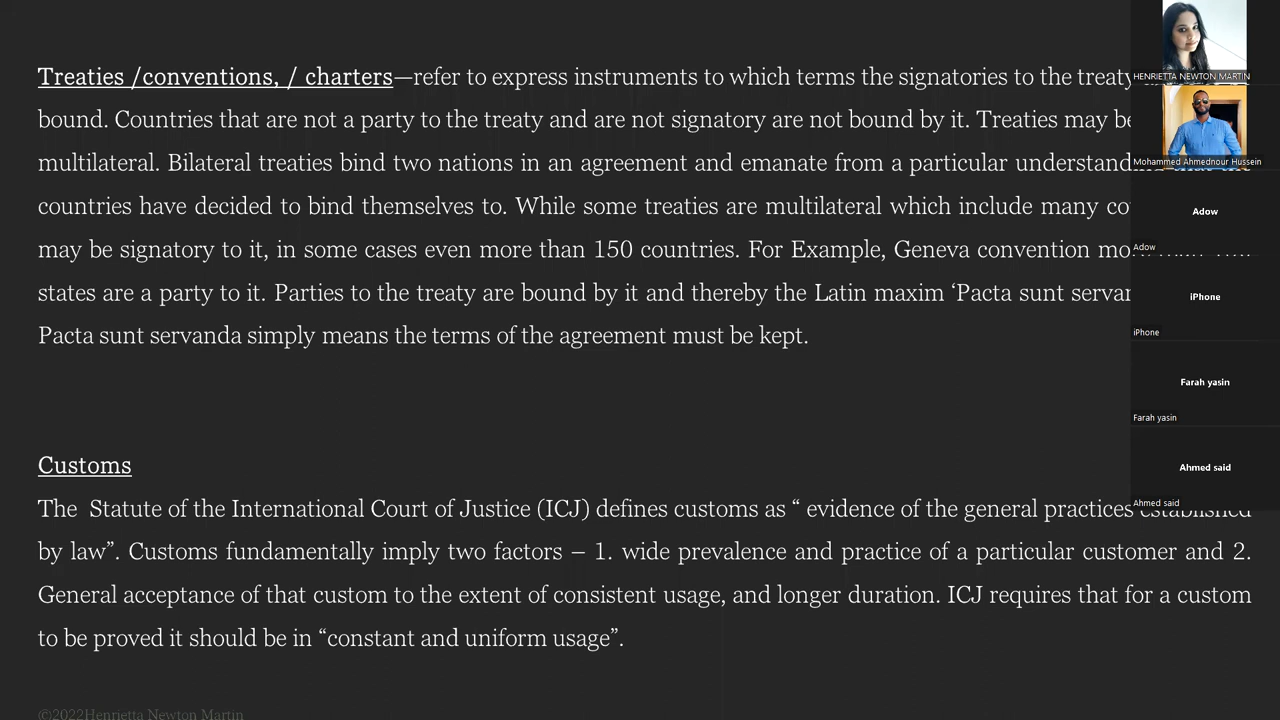 Treaties /conventions, / charters—refer to express instruments to which terms the signatories to the treaty
bound. Countries that are not a party to the treaty and are not signatory are not bound by it. Treaties may be
multilateral. Bilateral treaties bind two nations in an agreement and emanate from a particular
countries have decided to bind themselves to. While some treaties are multilateral which include many
may be signatory to it, in some cases even more than 150 countries. For Example, Geneva convention
states are a party to it. Parties to the treaty are bound by it and thereby the Latin maxim ‘Pacta sunt
Pacta sunt servanda simply means the terms of the agreement must be kept.
Customs
The Statute of the International Court of Justice (ICJ) defines customs as “ evidence of the general practices established
by law”. Customs fundamentally imply two factors – 1. wide prevalence and practice of a particular customer and 2.
General acceptance of that custom to the extent of consistent usage, and longer duration. ICJ requires that for a custom
to be proved it should be in “constant and uniform usage”.
©2022Henrietta Newton Martin
HENRIETTA NEWTON MARTIN
Mohammed Ahmednour Hussein
Adow
Adow
iPhone
iPhone
Farah yasin
Farah yasin
Ahmed said
Ahmed said